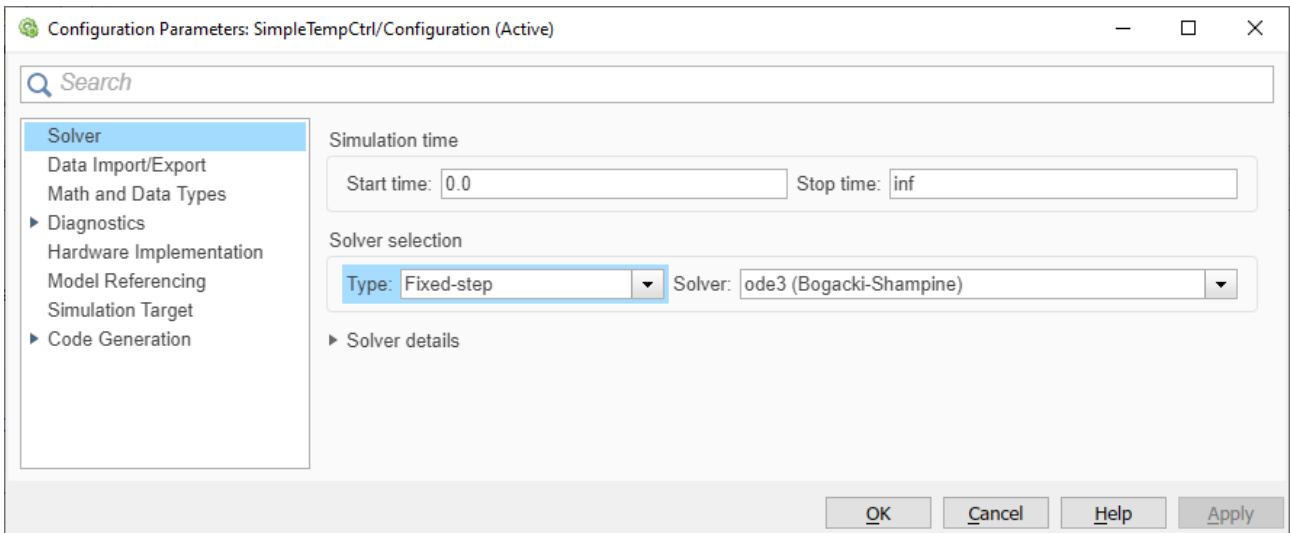 Configuration Parameters: SimpleTempCtrl/Configuration (Active)
Search
Solver
Data Import/Export
Math and Data Types
Diagnostics
Hardware Implementation
Model Referencing
Simulation Target
Code Generation
Simulation time
Start time: 0.0 Stop time: inf
Solver selection
Type: Fixed-step Solver: ode3 (Bogacki-Shampine)
Solver details
OK Cancel Help Apply